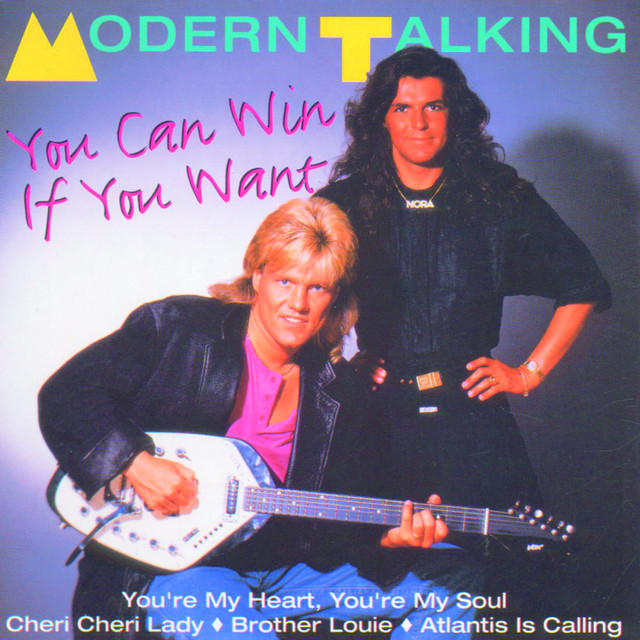 MODERN TALKING
You Can Win
If You Want
NORA
You're My Heart, You're My Soul
Cheri Cheri Lady ♦ Brother Louie ♦ Atlantis Is Calling